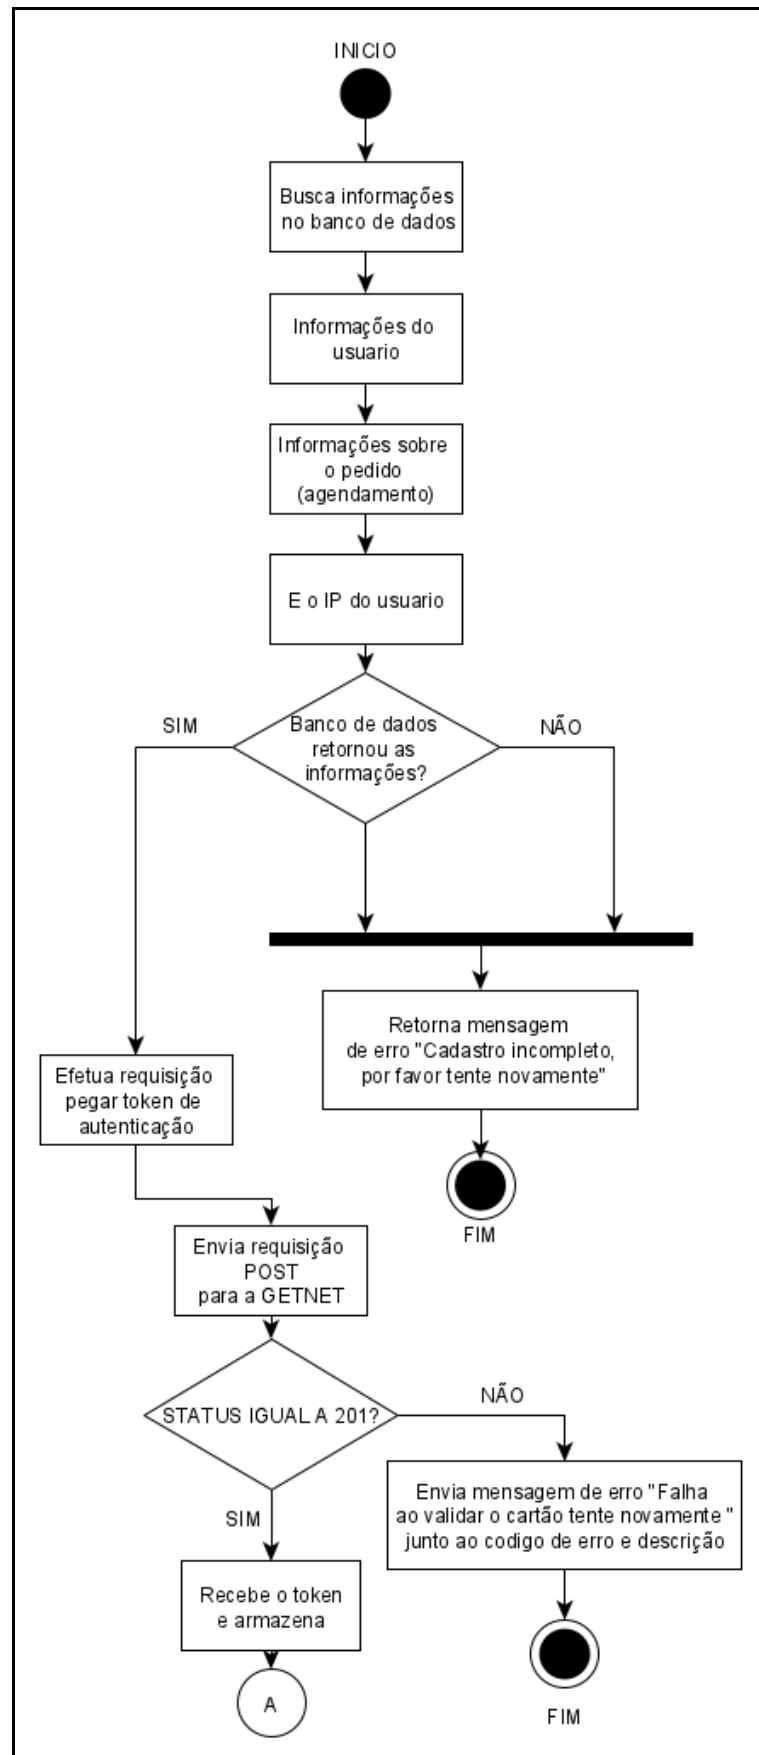 INICIO
Busca informações
no banco de dados
Informações do
usuario
Informações sobre
o pedido
(agendamento)
E o IP do usuario
SIM
Banco de dados
retornou as
informações?
NÃO
Retorna mensagem
de erro "Cadastro incompleto,
por favor tente novamente"
Efetua requisição
pegar token de
autenticação
FIM
Envia requisição
POST
para a GETNET
STATUS IGUAL A 201?
NÃO
Envia mensagem de erro "Falha
ao validar o cartão tente novamente "
junto ao codigo de erro e descrição
SIM
Recebe o token
e armazena
A
FIM